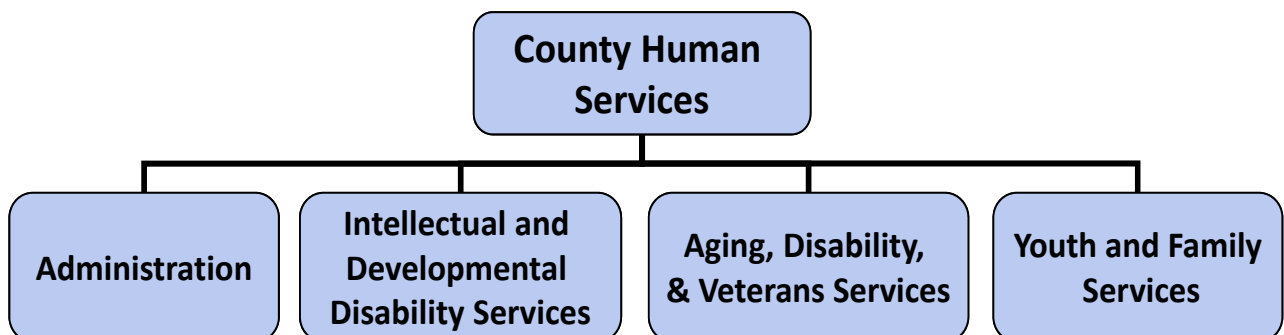 County Human
Services
Administration
Intellectual and
Developmental
Disability Services
Aging, Disability,
& Veterans Services
Youth and Family
Services